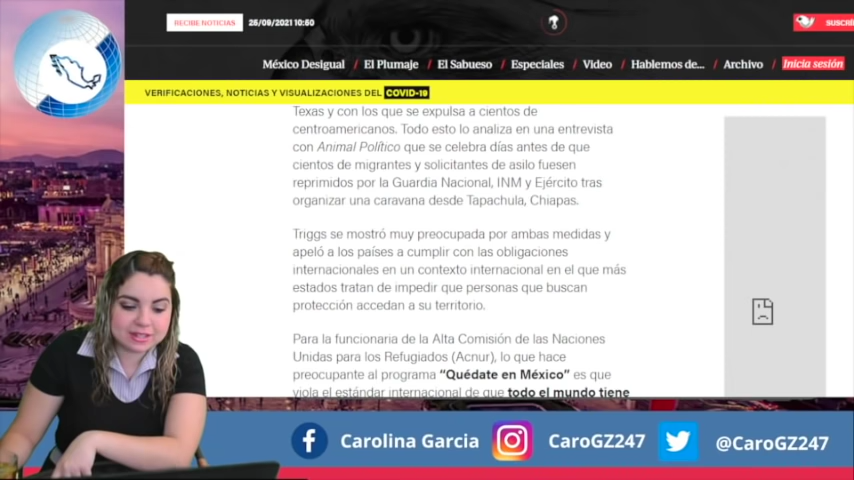 RECIBE NOTICIAS 25/09/2021 10:50
SUSCRÍ
México Desigual / El Plumaje / El Sabueso / Especiales / Video / Hablemos de... / Archivo / Inicia sesión
VERIFICACIONES, NOTICIAS Y VISUALIZACIONES DEL COVID-19
Texas y con los que se expulsa a cientos de
centroamericanos. Todo esto lo analiza en una entrevista
con Animal Político que se celebra días antes de que
cientos de migrantes y solicitantes de asilo fuesen
reprimidos por la Guardia Nacional, INM y Ejército tras
organizar una caravana desde Tapachula, Chiapas.
Triggs se mostró muy preocupada por ambas medidas y
apeló a los países a cumplir con las obligaciones
internacionales en un contexto internacional en el que más
estados tratan de impedir que personas que buscan
protección accedan a su territorio.
Para la funcionaria de la Alta Comisión de las Naciones
Unidas para los Refugiados (Acnur), lo que hace
preocupante al programa “Quédate en México” es que
viola el estándar internacional de que todo el mundo tiene
Carolina Garcia CaroGZ247 @CaroGZ247